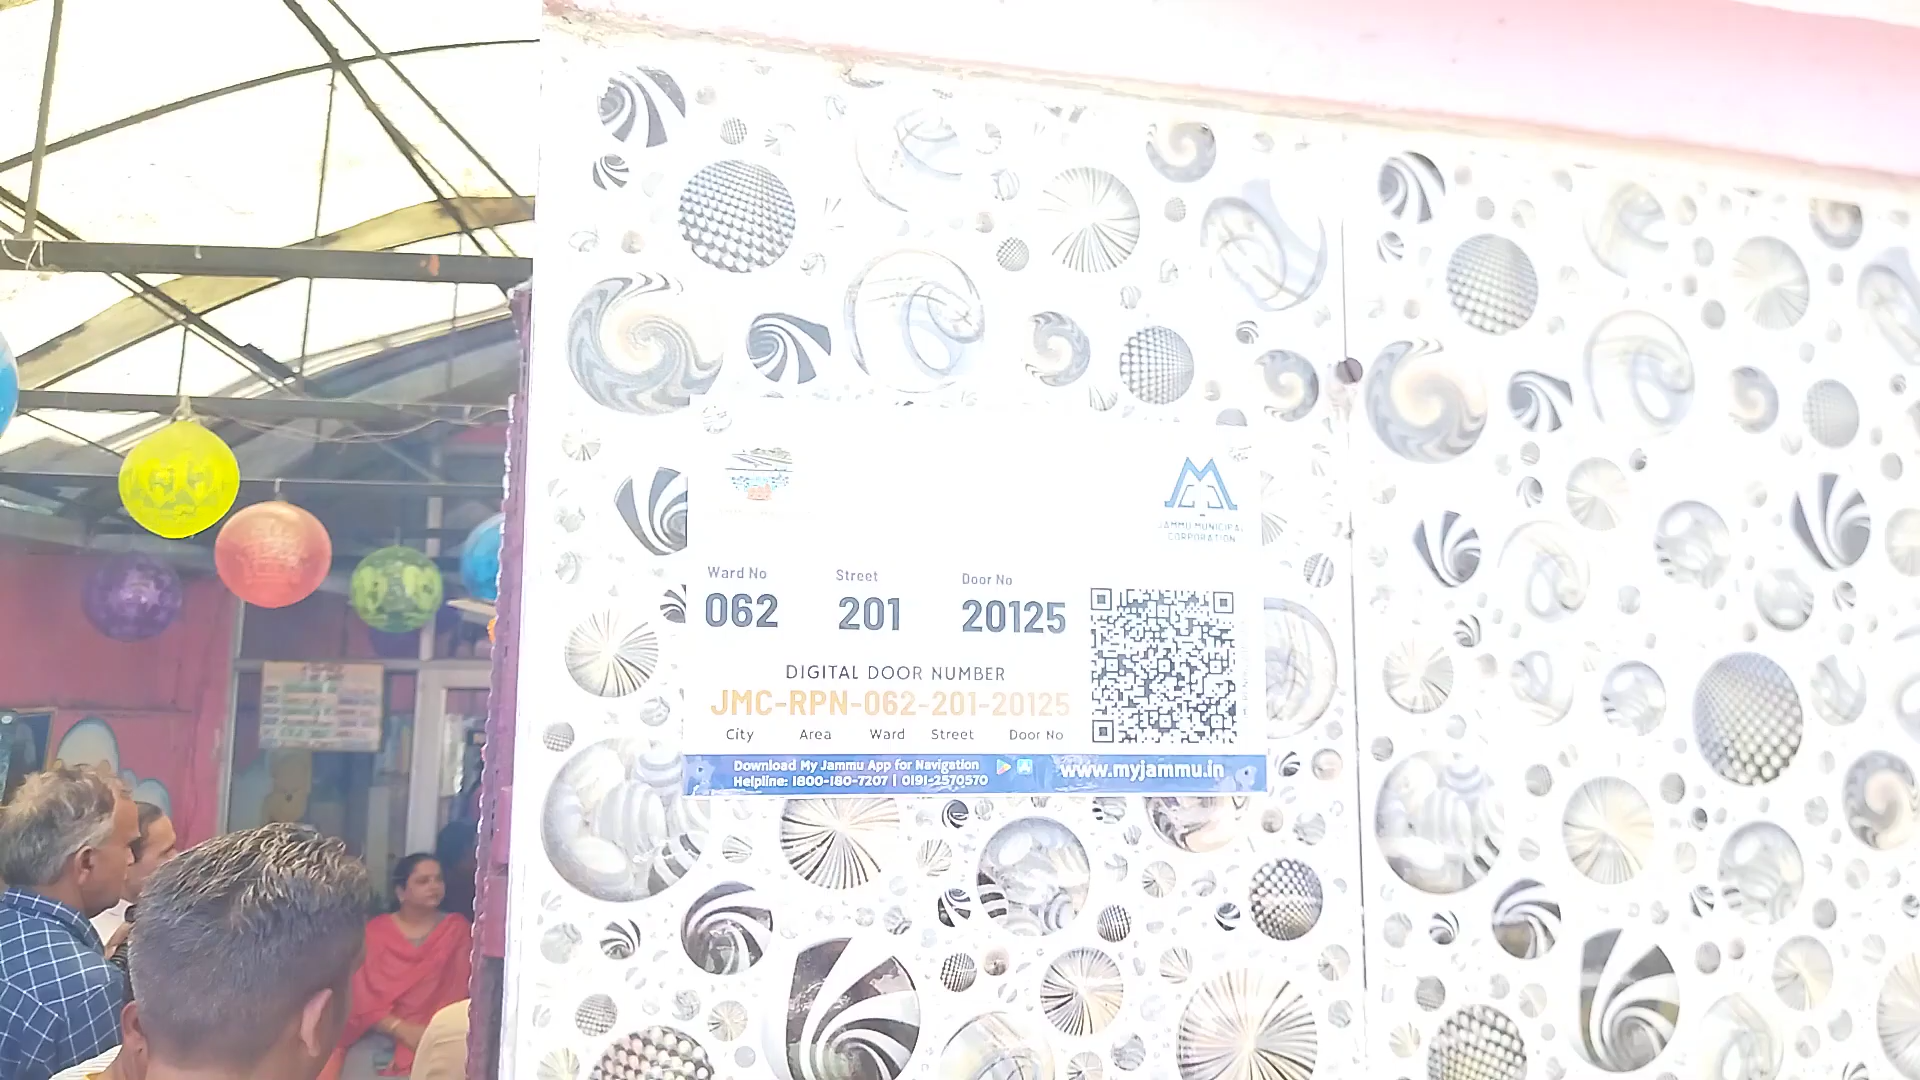 JAMMU MUNICIPAL
CORPORATION
Ward No Street Door No
062 201 20125
DIGITAL DOOR NUMBER
JMC-RPN-062-201-20125
City Area Ward Street Door No
Download My Jammu App for Navigation
Helpline: 1800-180-7207 | 0191-2570570
www.myjammu.in